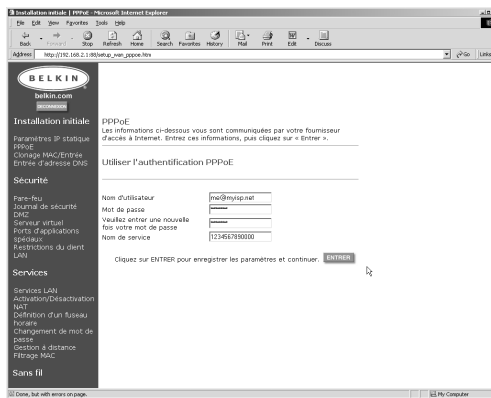 Installation initiale | PPPoE - Microsoft Internet Explorer
File Edit View Favorites Tools Help
Back Forward Stop Refresh Home Search Favorites History Mail Print Edit Discuss
Address http://192.168.2.1:88/setup_wan_pppoe.htm Go Links
BELKIN
belkin.com
DECONNEXION
Installation initiale
Paramètres IP statique
PPPoE
Clonage MAC/Entrée
Entrée d'adresse DNS
Sécurité
Pare-feu
Journal de sécurité
DMZ
Serveur virtuel
Ports d'applications
spéciaux
Restrictions du client
LAN
Services
Services LAN
Activation/Désactivation
NAT
Définition d'un fuseau
horaire
Changement de mot de
passe
Gestion à distance
Filtrage MAC
Sans fil
PPPoE
Les informations ci-dessous vous sont communiquées par votre fournisseur
d'accès à Internet. Entrez ces informations, puis cliquez sur « Entrer ».
Utiliser l'authentification PPPoE
Nom d'utilisateur me@myisp.net
Mot de passe
Veuillez entrer une nouvelle
fois votre mot de passe
Nom de service 1234567890000
Cliquez sur ENTRER pour enregistrer les paramètres et continuer. ENTRER
Done, but with errors on page. My Computer